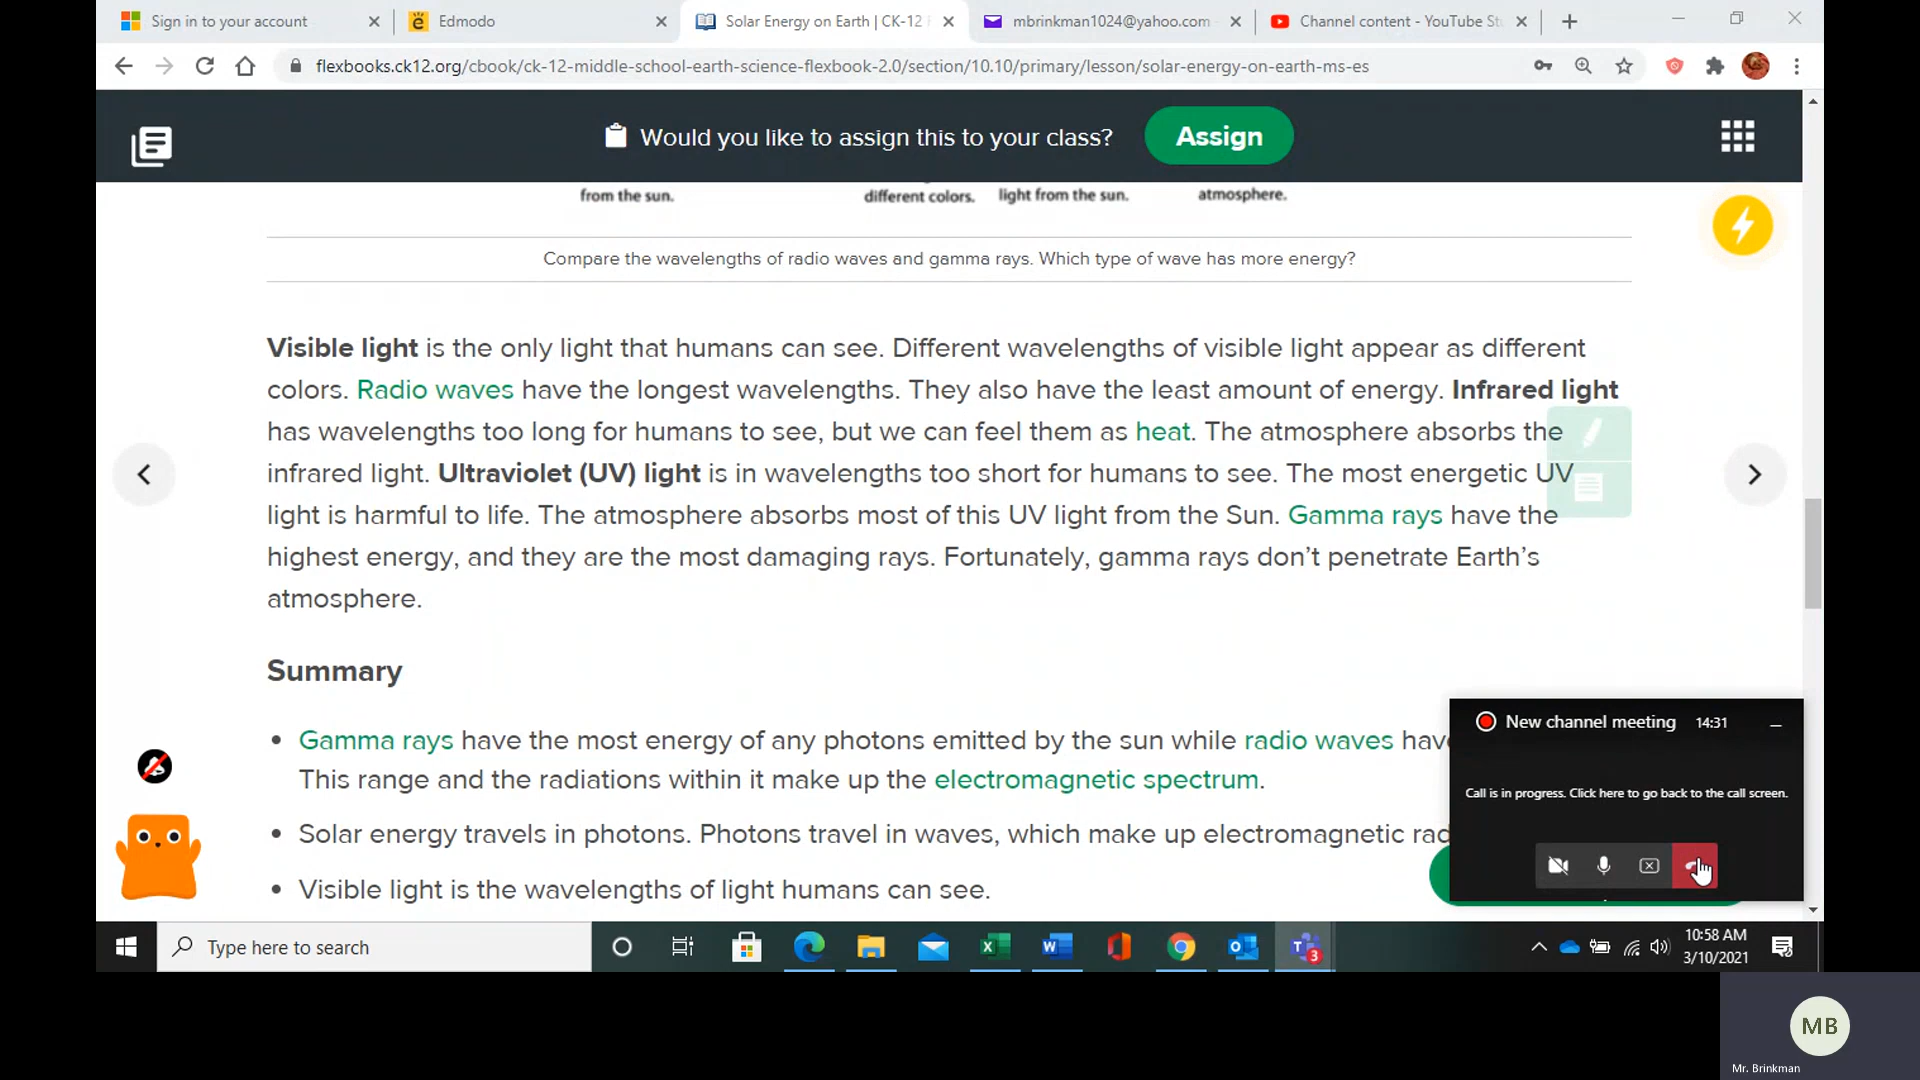 Sign in to your account
Edmodo
Solar Energy on Earth | CK-12 F
mbrinkman1024@yahoo.com
Channel content - YouTube St
flexbooks.ck12.org/cbook/ck-12-middle-school-earth-science-flexbook-2.0/section/10.10/primary/lesson/solar-energy-on-earth-ms-es
Would you like to assign this to your class?
Assign
from the sun.
different colors.
light from the sun.
atmosphere.
Compare the wavelengths of radio waves and gamma rays. Which type of wave has more energy?
Visible light is the only light that humans can see. Different wavelengths of visible light appear as different
colors. Radio waves have the longest wavelengths. They also have the least amount of energy. Infrared light
has wavelengths too long for humans to see, but we can feel them as heat. The atmosphere absorbs the
infrared light. Ultraviolet (UV) light is in wavelengths too short for humans to see. The most energetic UV
light is harmful to life. The atmosphere absorbs most of this UV light from the Sun. Gamma rays have the
highest energy, and they are the most damaging rays. Fortunately, gamma rays don't penetrate Earth's
atmosphere.
Summary
• Gamma rays have the most energy of any photons emitted by the sun while radio waves have
This range and the radiations within it make up the electromagnetic spectrum.
• Solar energy travels in photons. Photons travel in waves, which make up electromagnetic rad
• Visible light is the wavelengths of light humans can see.
New channel meeting 14:31
Call is in progress. Click here to go back to the call screen.
Type here to search
3
10:58 AM
3/10/2021
MB
Mr. Brinkman